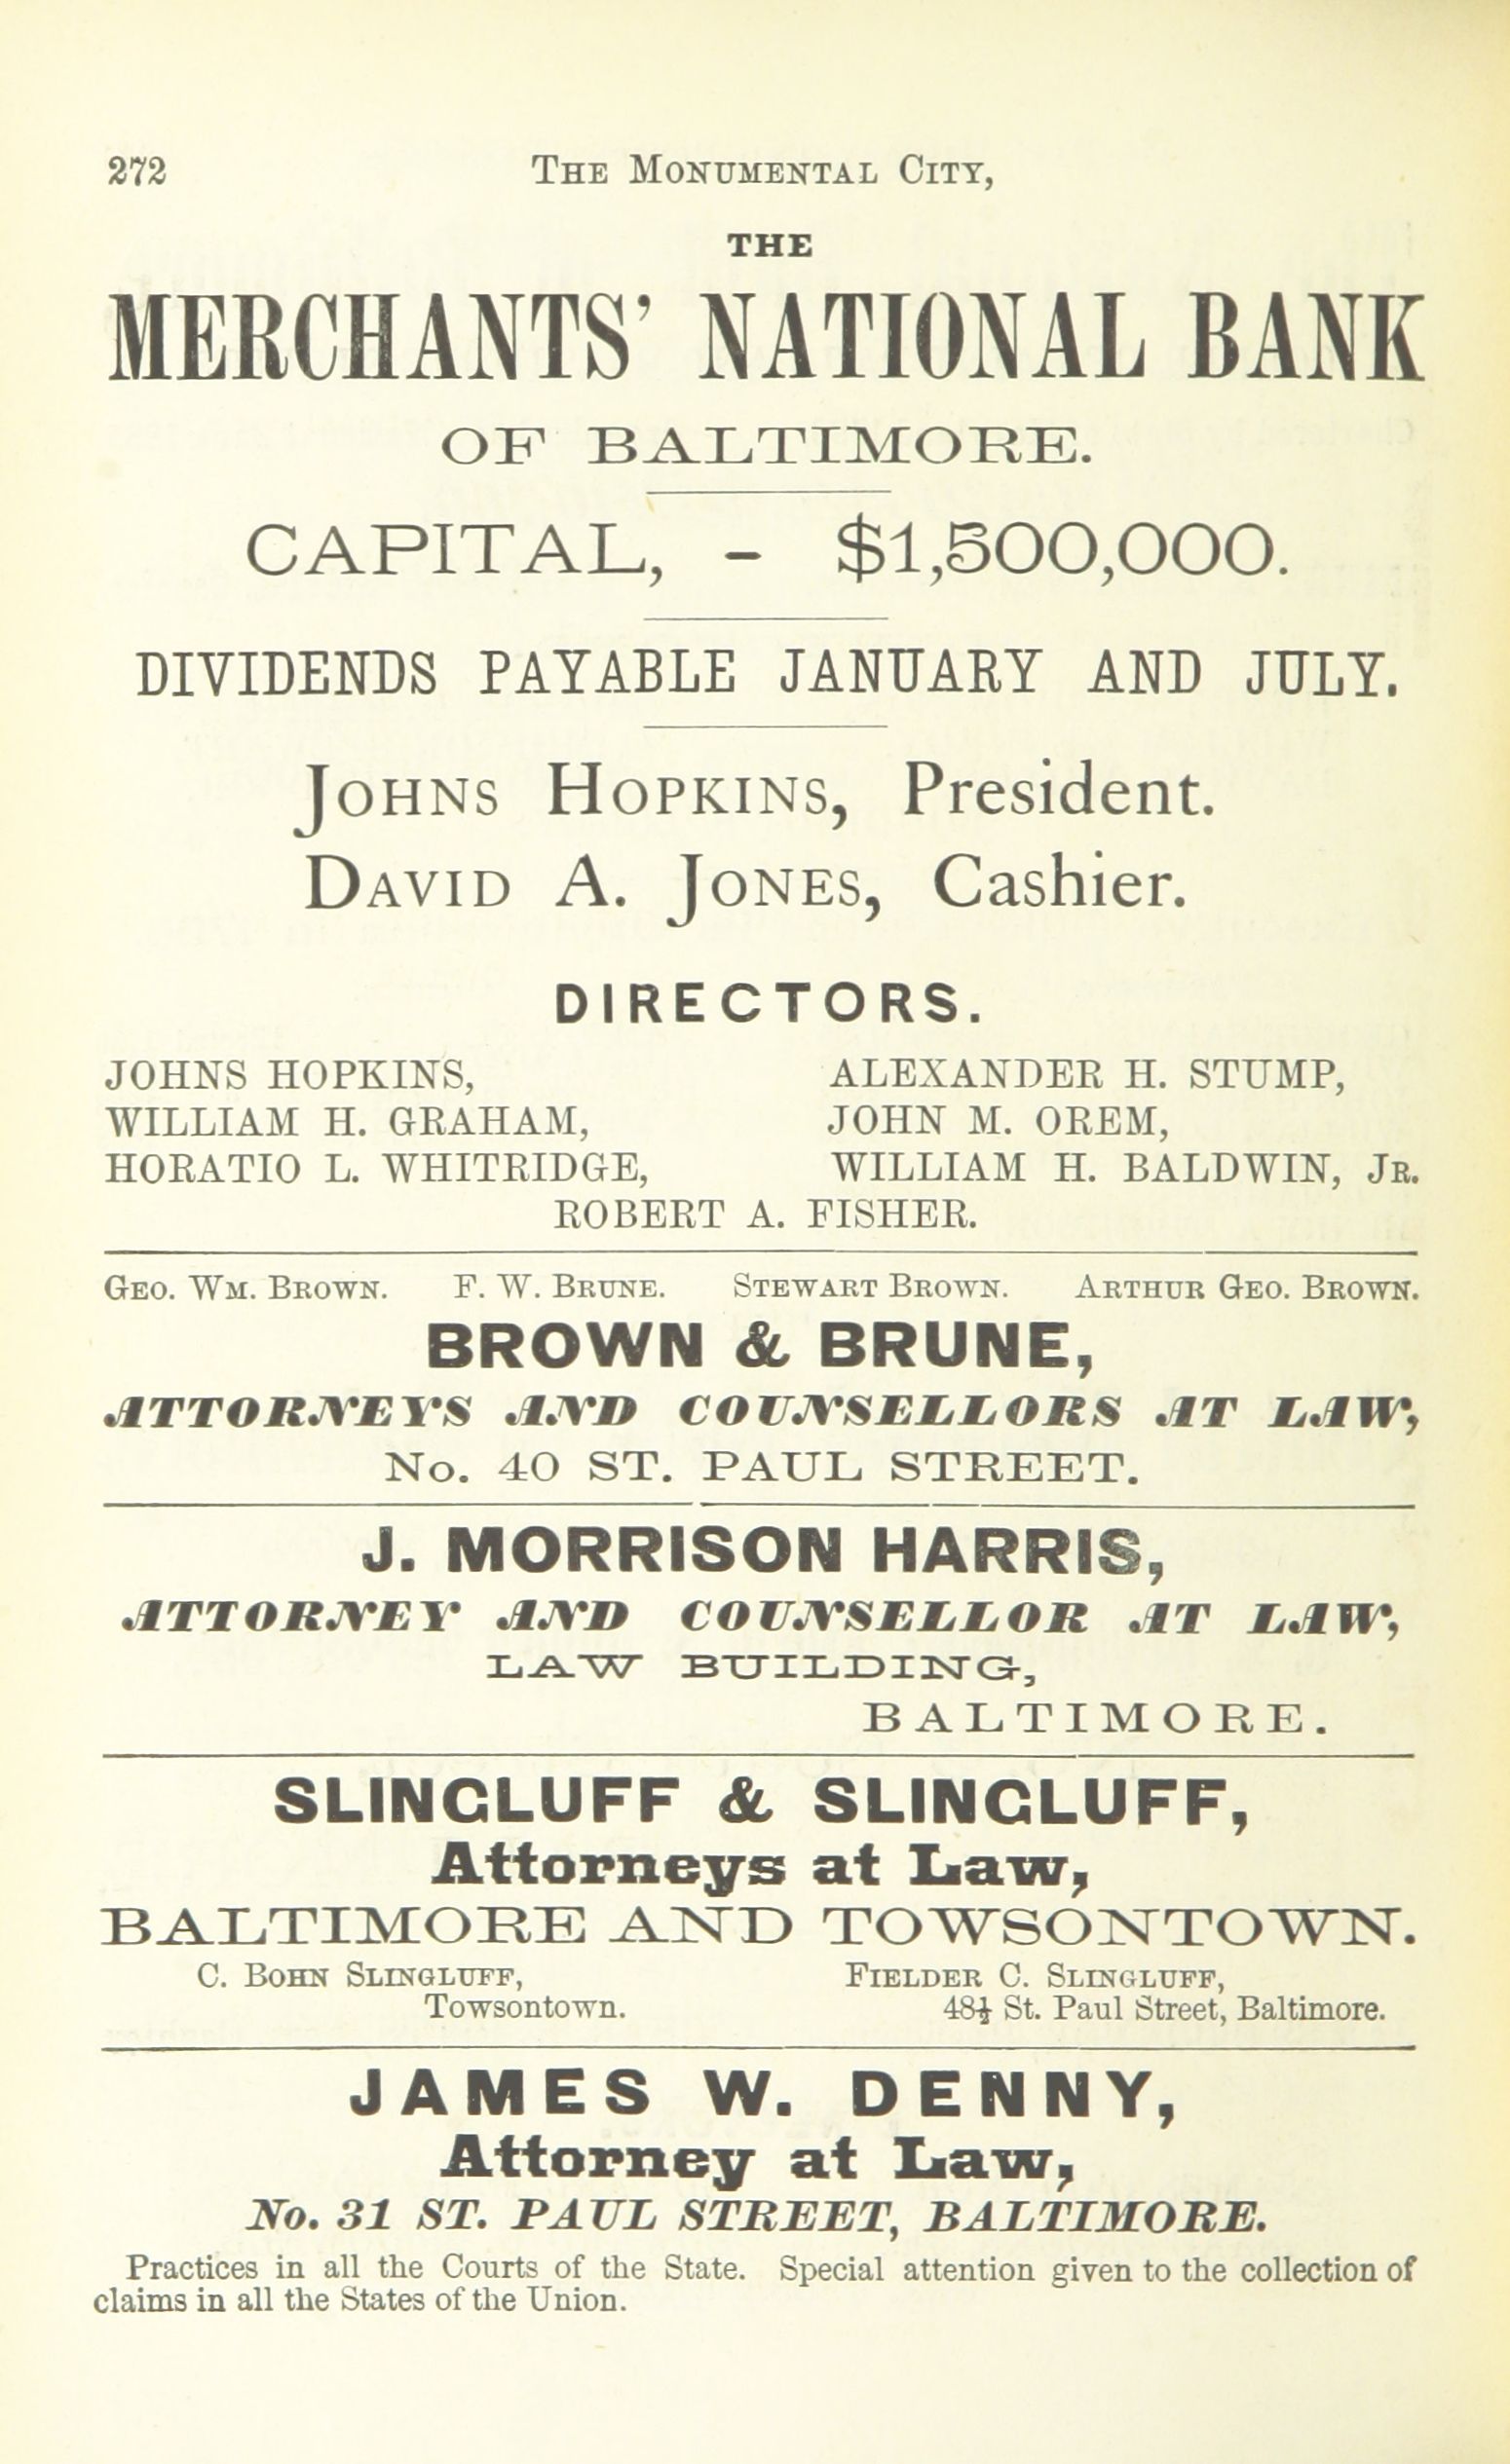 272 The Monumental City,
THE
MERCHANTS' NATIONAL BANK
OF BALTIMORE.
CAPITAL, - $1,500,000.
DIVIDENDS PAYABLE JANUARY AND JULY.
Johns Hopkins, President.
David A. Jones, Cashier.
DIRECTORS.
JOHNS HOPKINS, ALEXANDER H. STUMP,
WILLIAM H. GRAHAM, JOHN M. OREM,
HORATIO L. WHITRIDGE, WILLIAM H. BALDWIN, Jr.
ROBERT A. FISHER.
Geo. Wm. Brown. F. W. Brune. Stewart Brown. Arthur Geo. Brown.
BROWN & BRUNE,
ATTORNEYS AND COUNSELLORS AT LAW,
No. 40 ST. PAUL STREET.
J. MORRISON HARRIS,
ATTORNEY AND COUNSELLOR AT LAW,
LAW BUILDING,
BALTIMORE.
SLINGLUFF & SLINGLUFF,
Attorneys at Law,
BALTIMORE AND TOWSONTOWN.
C. Bohn Slingluff, Fielder C. Slingluff,
Towsontown. 48½ St. Paul Street, Baltimore.
JAMES W. DENNY,
Attorney at Law,
No. 31 ST. PAUL STREET, BALTIMORE.
Practices in all the Courts of the State. Special attention given to the collection of
claims in all the States of the Union.